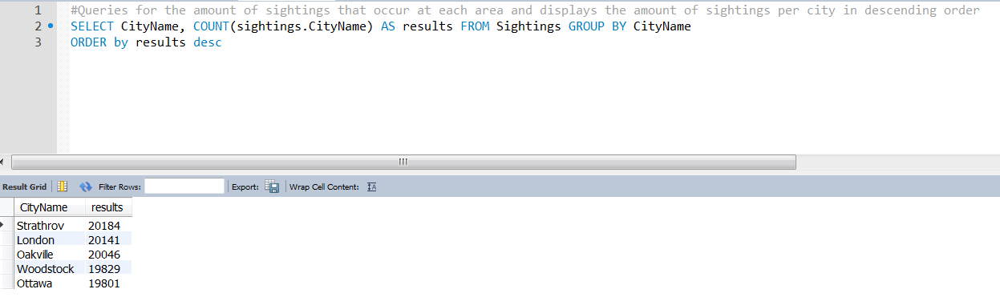 1 #Queries for the amount of sightings that occur at each area and displays the amount of sightings per city in descending order
2 SELECT CityName, COUNT(sightings.CityName) AS results FROM Sightings GROUP BY CityName
3 ORDER by results desc
Result Grid Filter Rows: Export: Wrap Cell Content:
CityName results
Strathrov 20184
London 20141
Oakville 20046
Woodstock 19829
Ottawa 19801